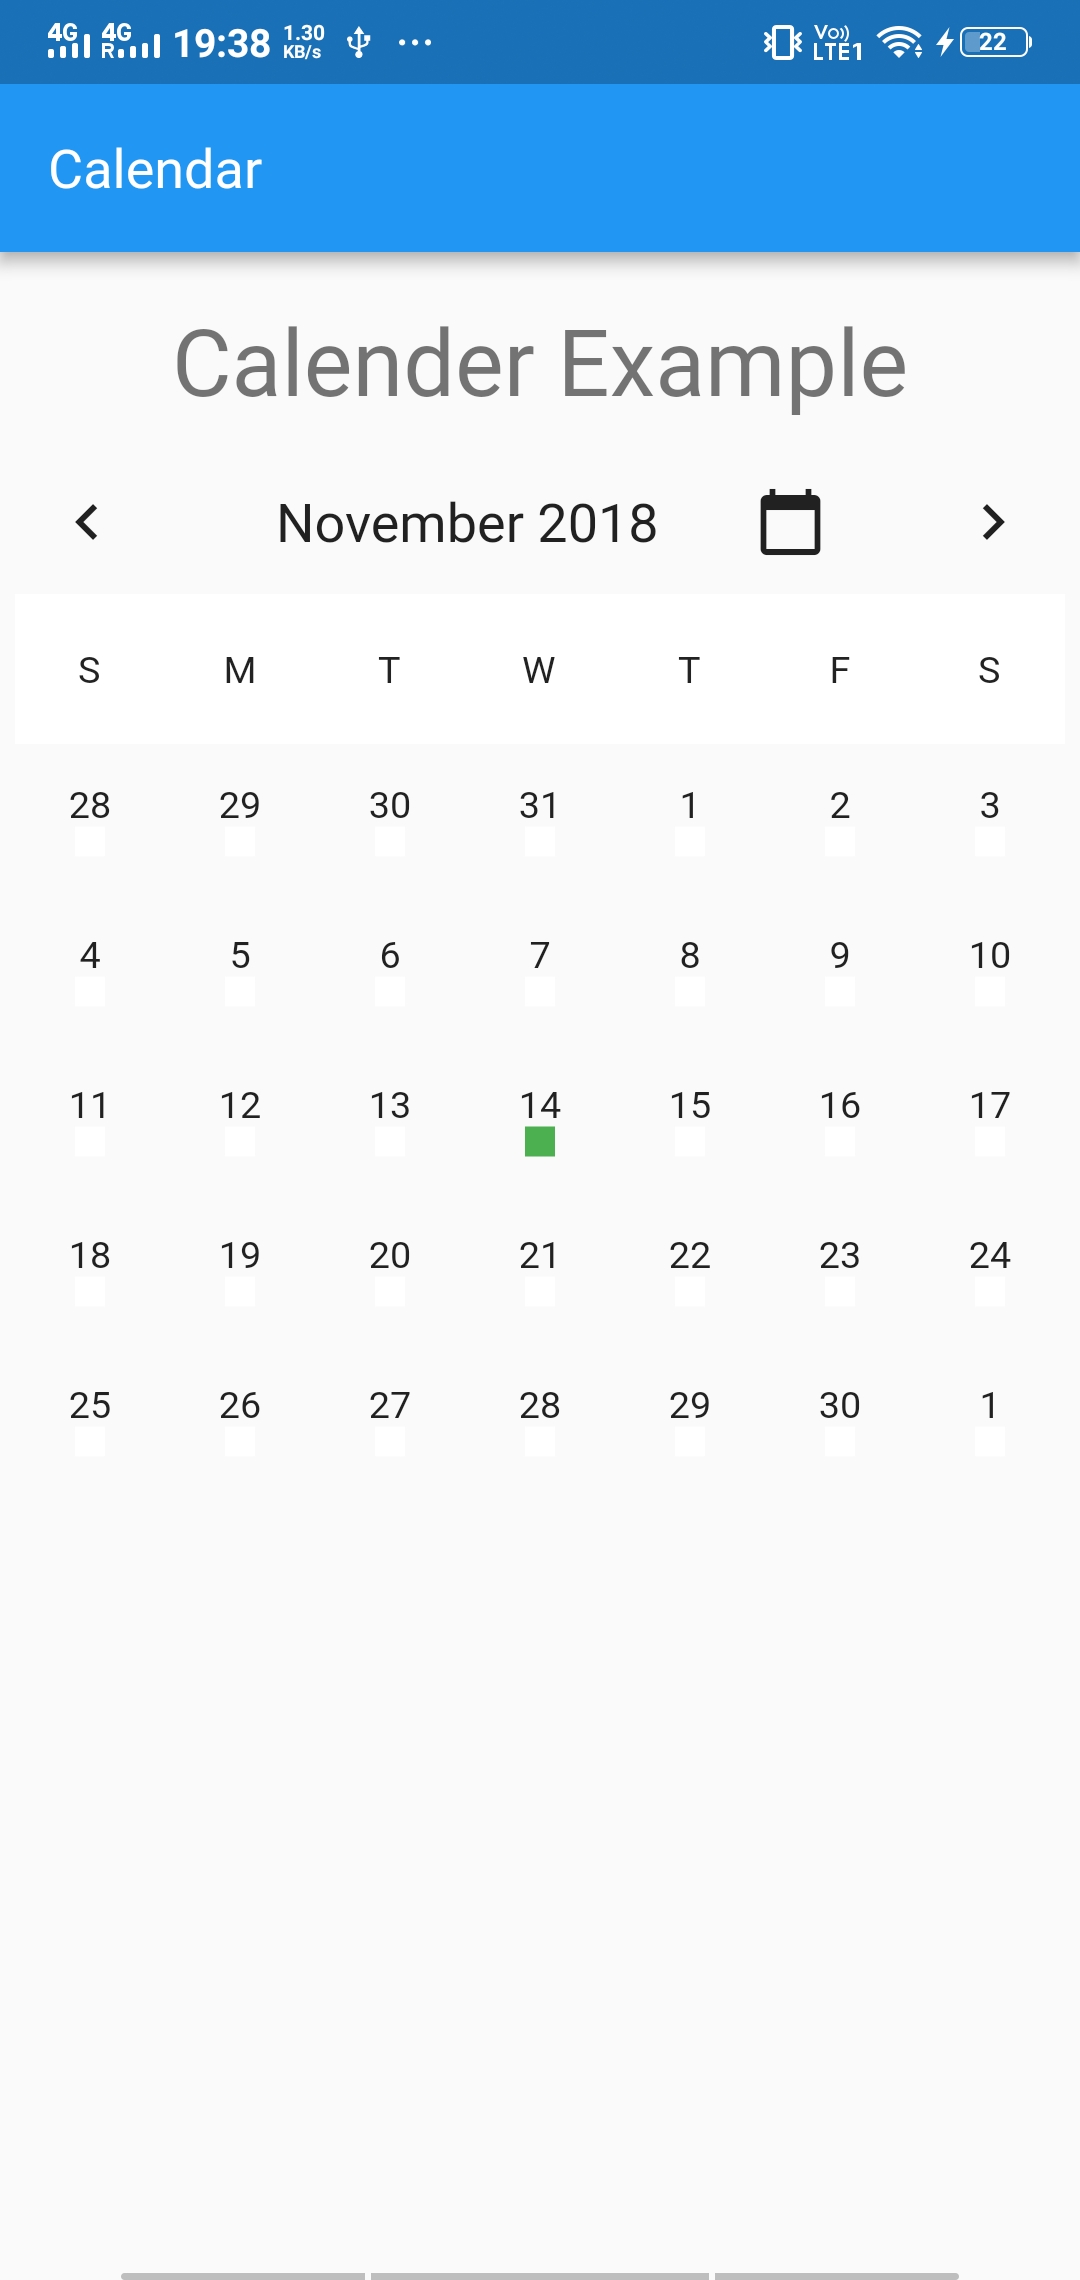 4G 4G R 19:38 1.30 KB/s ... VoLTE1 22
Calendar
Calender Example
November 2018
S M T W T F S
28 29 30 31 1 2 3
4 5 6 7 8 9 10
11 12 13 14 15 16 17
18 19 20 21 22 23 24
25 26 27 28 29 30 1